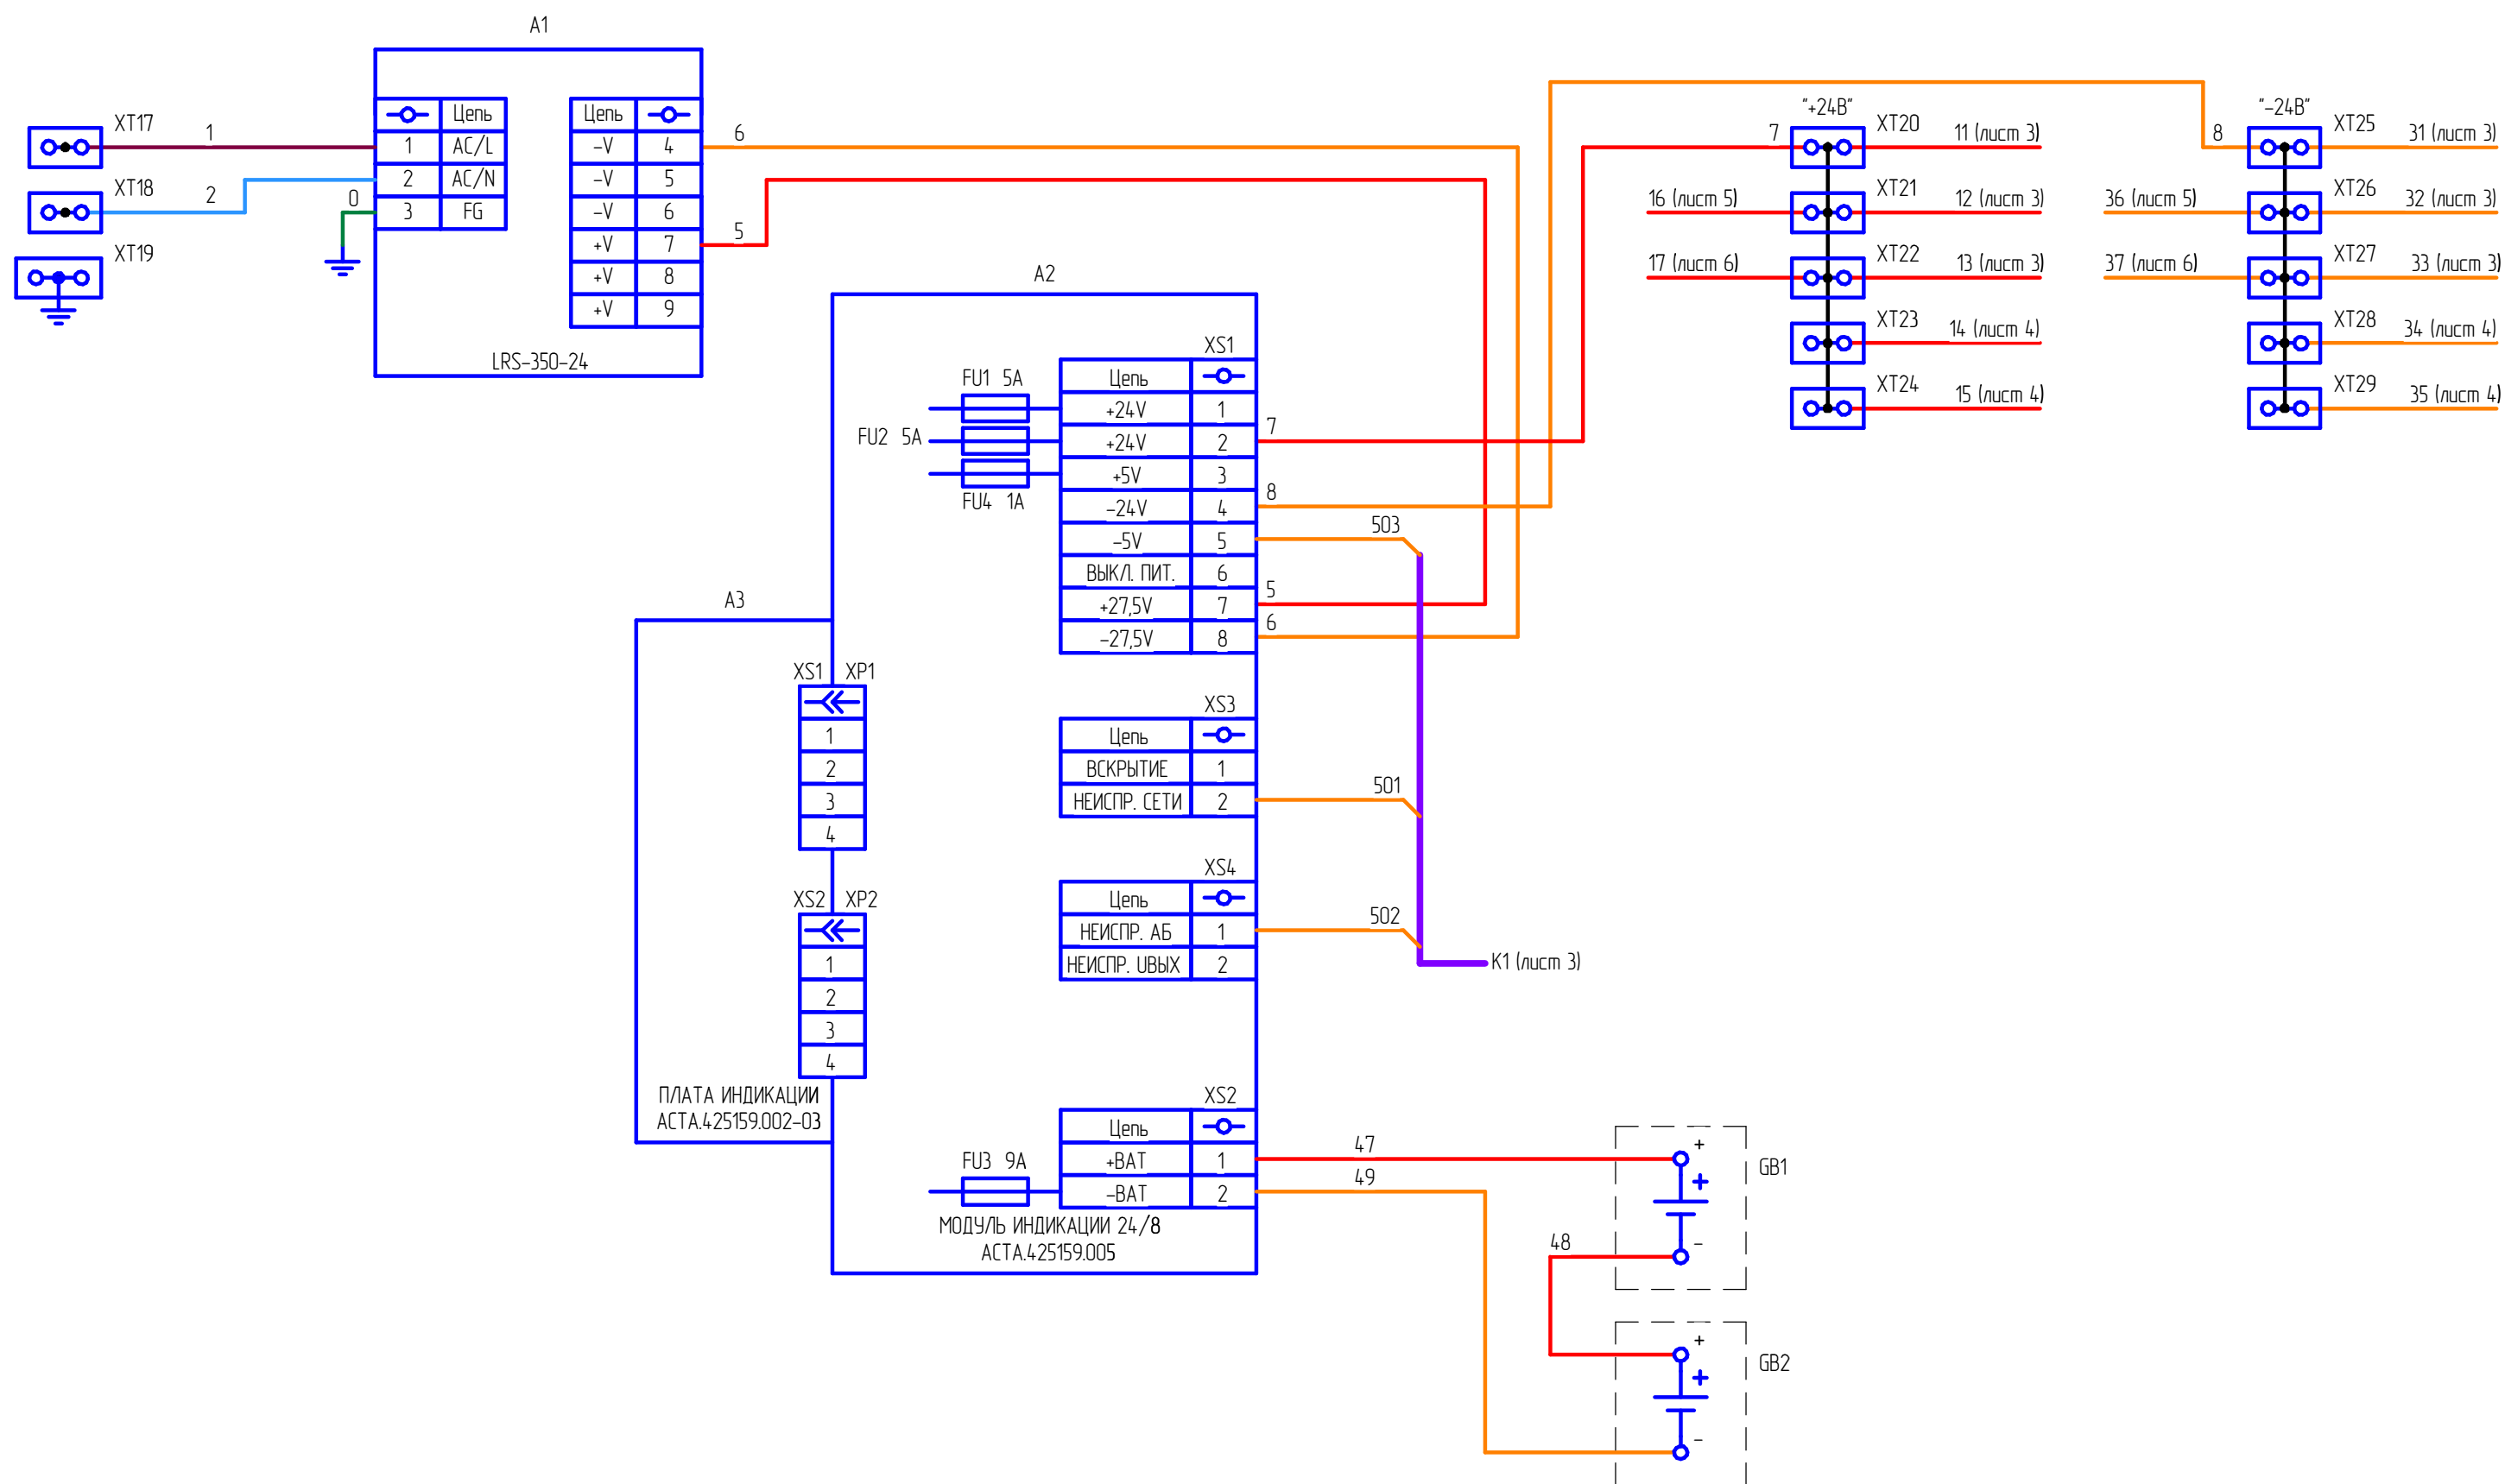 A1
XT17
1
Цепь
1 AC/L
2 AC/N
3 FG
Цепь
-V 4
-V 5
-V 6
+V 7
+V 8
+V 9
LRS-350-24
XT18
2
0
XT19
6
5
"+24В"
7
XT20
11 (лист 3)
16 (лист 5)
XT21
12 (лист 3)
17 (лист 6)
XT22
13 (лист 3)
XT23
14 (лист 4)
XT24
15 (лист 4)
"-24В"
8
XT25
31 (лист 3)
36 (лист 5)
XT26
32 (лист 3)
37 (лист 6)
XT27
33 (лист 3)
XT28
34 (лист 4)
XT29
35 (лист 4)
A2
XS1
FU1 5A
FU2 5A
FU4 1A
Цепь
+24V 1
+24V 2
+5V 3
-24V 4
-5V 5
ВЫКЛ. ПИТ. 6
+27,5V 7
-27,5V 8
7
8
503
5
6
A3
XS1 XP1
1
2
3
4
XS2 XP2
1
2
3
4
ПЛАТА ИНДИКАЦИИ
АСТА.425159.002-03
XS3
Цепь
ВСКРЫТИЕ 1
НЕИСПР. СЕТИ 2
501
XS4
Цепь
НЕИСПР. АБ 1
НЕИСПР. UВЫХ 2
502
К1 (лист 3)
XS2
FU3 9A
Цепь
+BAT 1
-BAT 2
МОДУЛЬ ИНДИКАЦИИ 24/8
АСТА.425159.005
47
49
48
+
+
-
GB1
+
+
-
GB2